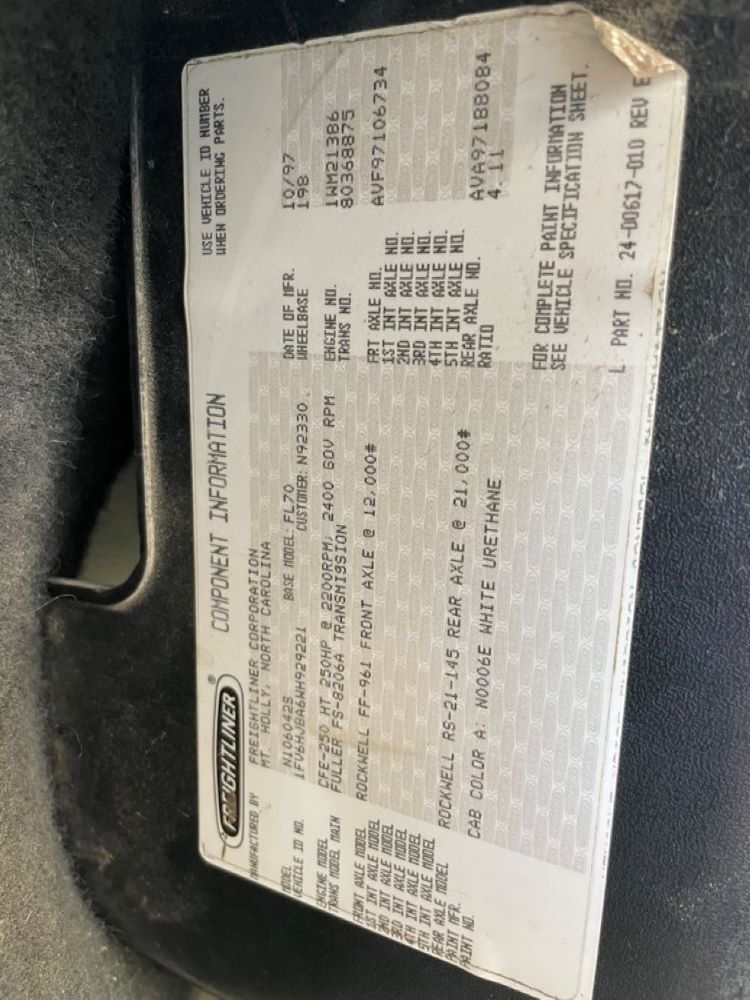 FREIGHTLINER®
COMPONENT INFORMATION
USE VEHICLE ID NUMBER
WHEN ORDERING PARTS.
MANUFACTURED BY FREIGHTLINER CORPORATION
MT. HOLLY, NORTH CAROLINA
MODEL N106042S BASE MODEL: FL70 DATE OF MFR. 10/97
VEHICLE ID NO. 1FV6HJBA6WH929221 CUSTOMER: N92330 WHEELBASE 198
ENGINE MODEL CFE-250 HT 250HP @ 2200RPM; 2400 GOV RPM ENGINE NO. 1WM21386
TRANS MODEL MAIN FULLER FS-8206A TRANSMISSION TRANS NO. 80368875
FRONT AXLE MODEL ROCKWELL FF-961 FRONT AXLE @ 12,000# FRT AXLE NO. AVF97106734
1ST INT AXLE MODEL 1ST INT AXLE NO.
2ND INT AXLE MODEL 2ND INT AXLE NO.
3RD INT AXLE MODEL 3RD INT AXLE NO.
4TH INT AXLE MODEL 4TH INT AXLE NO.
5TH INT AXLE MODEL 5TH INT AXLE NO.
REAR AXLE MODEL ROCKWELL RS-21-145 REAR AXLE @ 21,000# REAR AXLE NO. AVA97188084
PAINT MFR. RATIO 4.11
PAINT NO. CAB COLOR A: N0006E WHITE URETHANE
FOR COMPLETE PAINT INFORMATION
SEE VEHICLE SPECIFICATION SHEET.
PART NO. 24-00617-010 REV